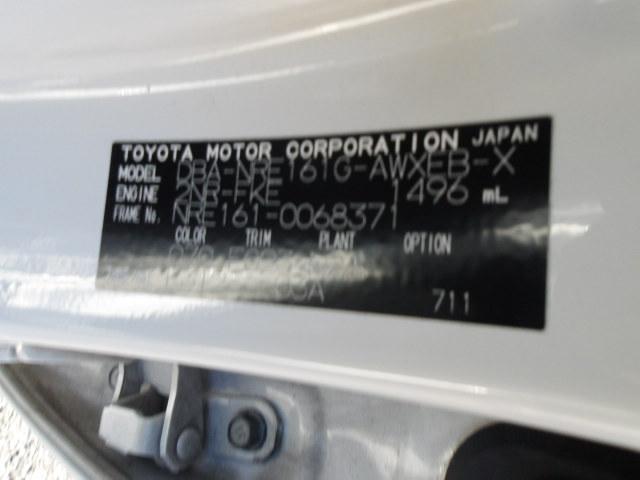 TOYOTA MOTOR CORPORATION JAPAN
MODEL DBA-NRE161G-AWXEB-X
ENGINE 2NR-FKE 1496 mL
FRAME No. NRE161-0068371
COLOR TRIM PLANT OPTION
711